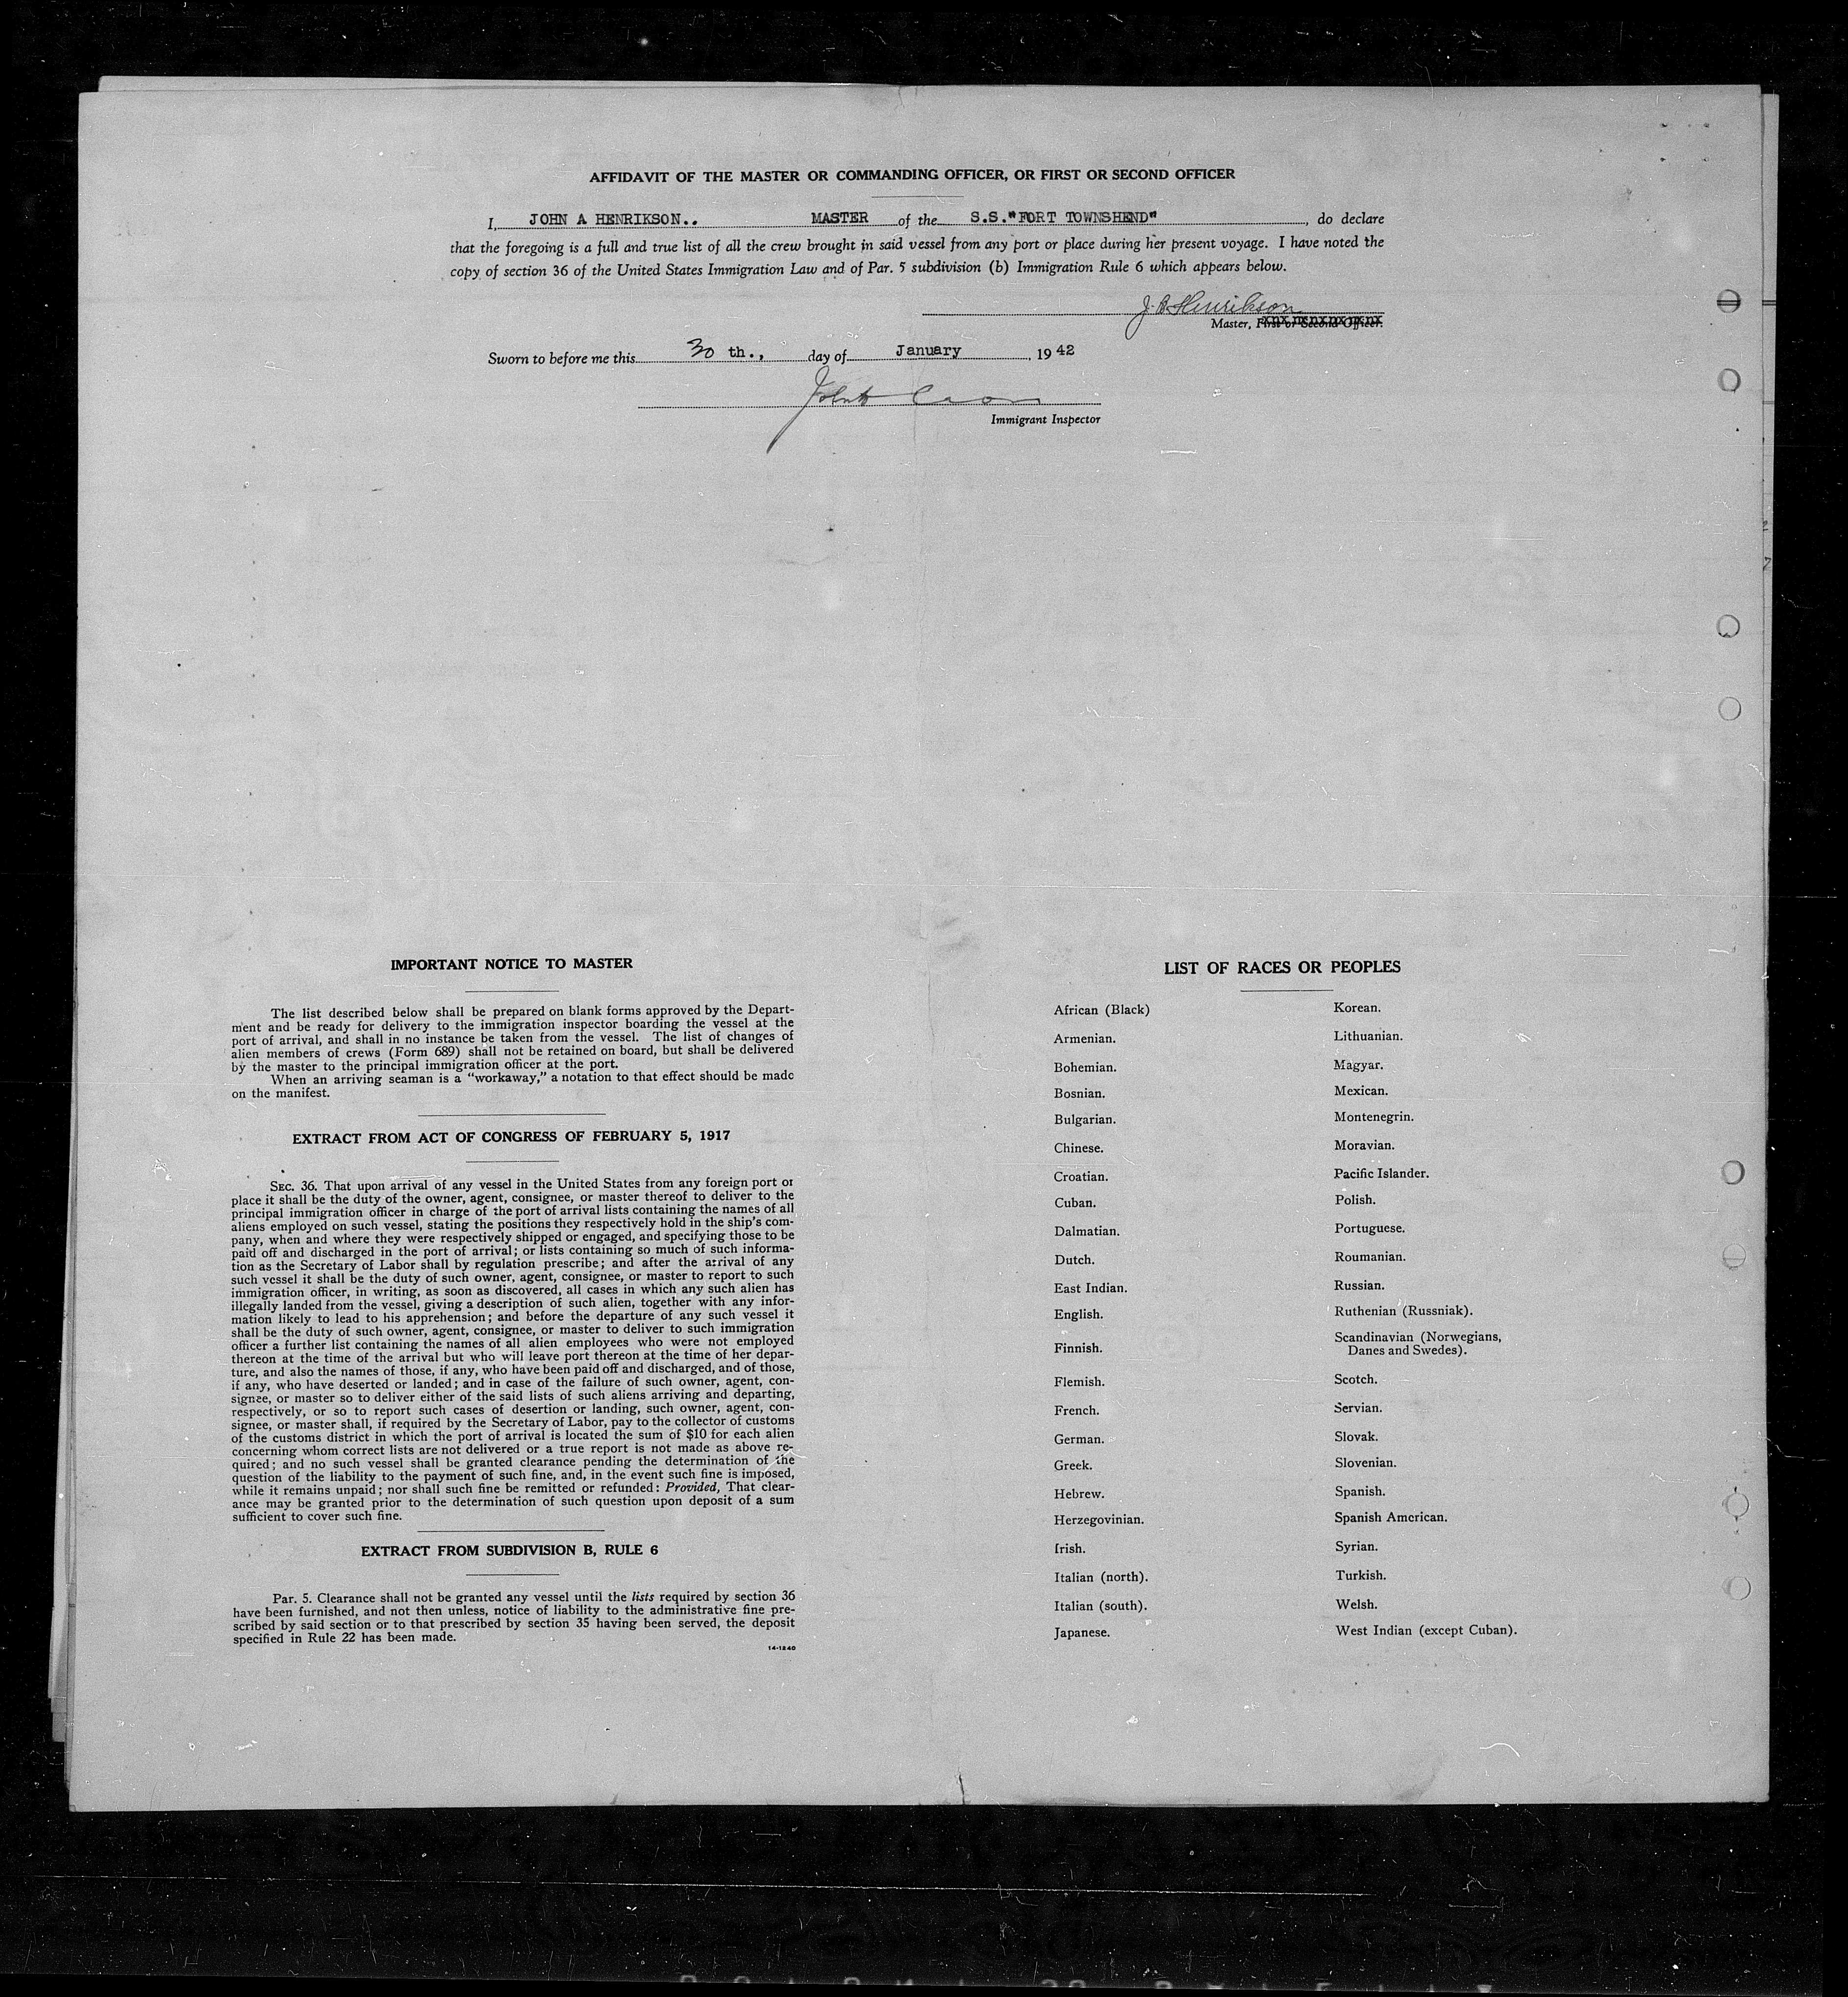 AFFIDAVIT OF THE MASTER OR COMMANDING OFFICER, OR FIRST OR SECOND OFFICER
I, JOHN A HENRIKSON.. MASTER of the S.S."FORT TOWNSHEND", do declare
that the foregoing is a full and true list of all the crew brought in said vessel from any port or place during her present voyage. I have noted the
copy of section 36 of the United States Immigration Law and of Par. 5 subdivision (b) Immigration Rule 6 which appears below.
J. A Henrikson
Master, First or Second Officer.
Sworn to before me this 30 th., day of January, 1942
John
Immigrant Inspector
IMPORTANT NOTICE TO MASTER
The list described below shall be prepared on blank forms approved by the Depart-
ment and be ready for delivery to the immigration inspector boarding the vessel at the
port of arrival, and shall in no instance be taken from the vessel. The list of changes of
alien members of crews (Form 689) shall not be retained on board, but shall be delivered
by the master to the principal immigration officer at the port.
When an arriving seaman is a "workaway," a notation to that effect should be made
on the manifest.
EXTRACT FROM ACT OF CONGRESS OF FEBRUARY 5, 1917
SEC. 36. That upon arrival of any vessel in the United States from any foreign port or
place it shall be the duty of the owner, agent, consignee, or master thereof to deliver to the
principal immigration officer in charge of the port of arrival lists containing the names of all
aliens employed on such vessel, stating the positions they respectively hold in the ship's com-
pany, when and where they were respectively shipped or engaged, and specifying those to be
paid off and discharged in the port of arrival; or lists containing so much of such informa-
tion as the Secretary of Labor shall by regulation prescribe; and after the arrival of any
such vessel it shall be the duty of such owner, agent, consignee, or master to report to such
immigration officer, in writing, as soon as discovered, all cases in which any such alien has
illegally landed from the vessel, giving a description of such alien, together with any infor-
mation likely to lead to his apprehension; and before the departure of any such vessel it
shall be the duty of such owner, agent, consignee, or master to deliver to such immigration
officer a further list containing the names of all alien employees who were not employed
thereon at the time of the arrival but who will leave port thereon at the time of her depar-
ture, and also the names of those, if any, who have been paid off and discharged, and of those,
if any, who have deserted or landed; and in case of the failure of such owner, agent, con-
signee, or master so to deliver either of the said lists of such aliens arriving and departing,
respectively, or so to report such cases of desertion or landing, such owner, agent, con-
signee, or master shall, if required by the Secretary of Labor, pay to the collector of customs
of the customs district in which the port of arrival is located the sum of $10 for each alien
concerning whom correct lists are not delivered or a true report is not made as above re-
quired; and no such vessel shall be granted clearance pending the determination of the
question of the liability to the payment of such fine, and, in the event such fine is imposed,
while it remains unpaid; nor shall such fine be remitted or refunded: Provided, That clear-
ance may be granted prior to the determination of such question upon deposit of a sum
sufficient to cover such fine.
EXTRACT FROM SUBDIVISION B, RULE 6
Par. 5. Clearance shall not be granted any vessel until the lists required by section 36
have been furnished, and not then unless, notice of liability to the administrative fine pre-
scribed by said section or to that prescribed by section 35 having been served, the deposit
specified in Rule 22 has been made.
14-1240
LIST OF RACES OR PEOPLES
African (Black)
Armenian.
Bohemian.
Bosnian.
Bulgarian.
Chinese.
Croatian.
Cuban.
Dalmatian.
Dutch.
East Indian.
English.
Finnish.
Flemish.
French.
German.
Greek.
Hebrew.
Herzegovinian.
Irish.
Italian (north).
Italian (south).
Japanese.
Korean.
Lithuanian.
Magyar.
Mexican.
Montenegrin.
Moravian.
Pacific Islander.
Polish.
Portuguese.
Roumanian.
Russian.
Ruthenian (Russniak).
Scandinavian (Norwegians,
Danes and Swedes).
Scotch.
Servian.
Slovak.
Slovenian.
Spanish.
Spanish American.
Syrian.
Turkish.
Welsh.
West Indian (except Cuban).